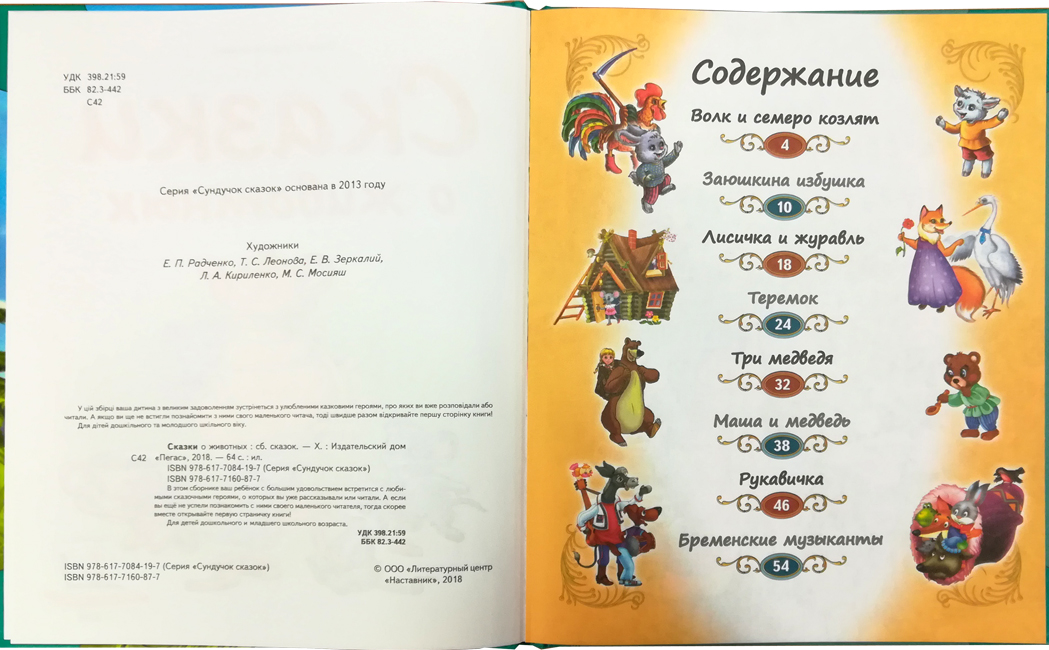 УДК 398.21:59
ББК 82.3-442
С42
Серия «Сундучок сказок» основана в 2013 году
Художники
Е. П. Радченко, Т. С. Леонова, Е. В. Зеркалий,
Л. А. Кириленко, М. С. Мосияш
У цій збірці ваша дитина з великим задоволенням зустрінеться з улюбленими казковими героями, про яких ви вже розповідали або
читали. А якщо ви ще не встигли познайомити з ними свого маленького читача, тоді швидше разом відкривайте першу сторінку книги!
Для дітей дошкільного та молодшого шкільного віку.
Сказки о животных : сб. сказок. — Х. : Издательский дом
С42 «Пегас», 2018. — 64 с. : ил.
ISBN 978-617-7084-19-7 (Серия «Сундучок сказок»)
ISBN 978-617-7160-87-7
В этом сборнике ваш ребёнок с большим удовольствием встретится с люби-
мыми сказочными героями, о которых вы уже рассказывали или читали. А если
вы ещё не успели познакомить с ними своего маленького читателя, тогда скорее
вместе открывайте первую страничку книги!
Для детей дошкольного и младшего школьного возраста.
УДК 398.21:59
ББК 82.3-442
ISBN 978-617-7084-19-7 (Серия «Сундучок сказок»)
ISBN 978-617-7160-87-7
© ООО «Литературный центр
«Наставник», 2018
Содержание
Волк и семеро козлят
4
Заюшкина избушка
10
Лисичка и журавль
18
Теремок
24
Три медведя
32
Маша и медведь
38
Рукавичка
46
Бременские музыканты
54